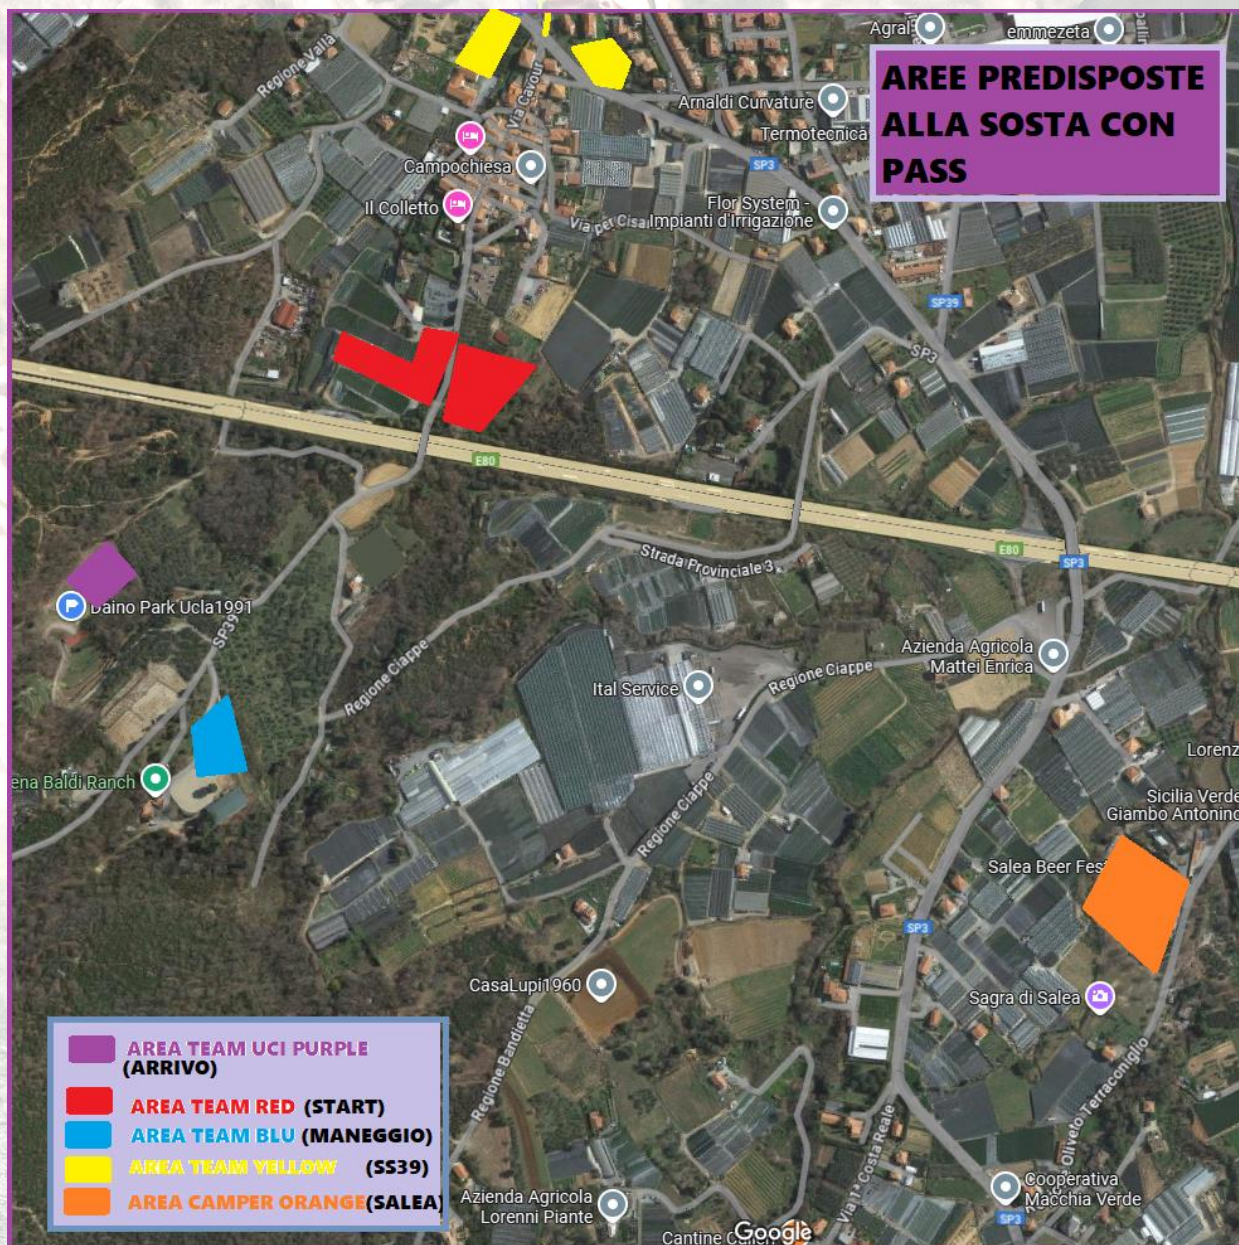 Agral
emmezeta
AREE PREDISPOSTE
ALLA SOSTA CON
PASS
Regione Valla
Via Cavour
Arnaldi Curvature
Termotecnica
Campochiesa
SP3
Il Colletto
Flor System -
Impianti d'Irrigazione
Via per Cisa
SP39
SP3
E80
E80
Strada Provinciale 3
SP3
Daino Park Ucla1991
SP39
Azienda Agricola
Mattei Enrica
Regione Ciappe
Ital Service
Regione Ciappe
Lorenz
ena Baldi Ranch
Sicilia Verde
Giambo Antonino
Regione Ciappe
Salea Beer Fes
SP3
CasaLupi1960
Sagra di Salea
AREA TEAM UCI PURPLE
(ARRIVO)
AREA TEAM RED (START)
AREA TEAM BLU (MANEGGIO)
AREA TEAM YELLOW (SS39)
AREA CAMPER ORANGE(SALEA)
Regione Bandietta
Oliveto Terraconiglio
Via 1° Costa Reale
Cooperativa
Macchia Verde
Azienda Agricola
Lorenni Piante
SP3
Cantine
Google